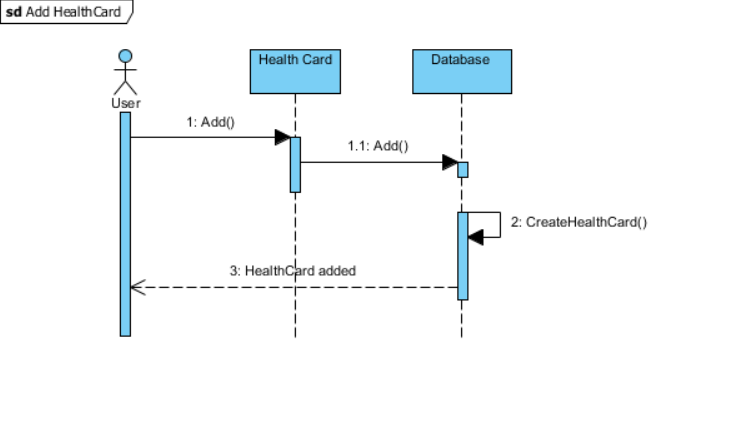 sd Add HealthCard
Health Card
Database
User
1: Add()
1.1: Add()
2: CreateHealthCard()
3: HealthCard added